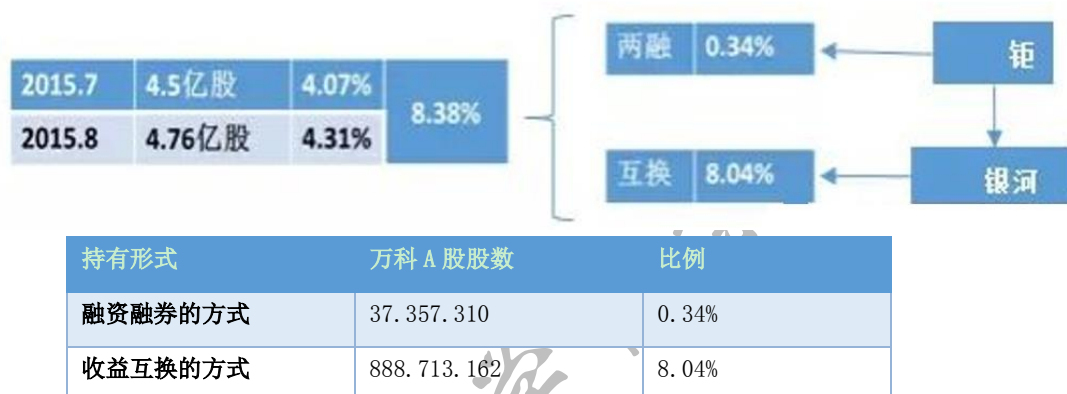 两融 0.34% 钜
2015.7 4.5亿股 4.07% 8.38%
2015.8 4.76亿股 4.31%
互换 8.04% 银河
持有形式 万科A股股数 比例
融资融券的方式 37.357.310 0.34%
收益互换的方式 888.713.162 8.04%